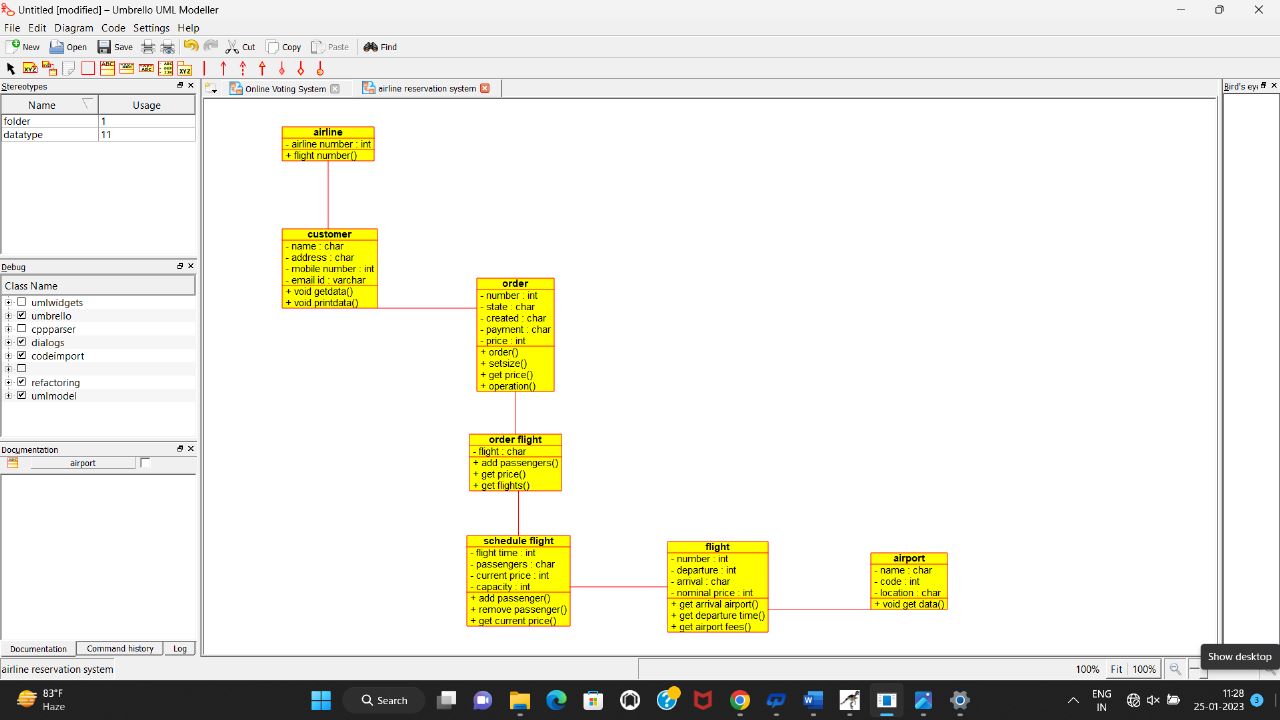 Untitled [modified] – Umbrello UML Modeller
File Edit Diagram Code Settings Help
New Open Save Cut Copy Paste Find
Stereotypes
Name Usage
folder 1
datatype 11
Debug
Class Name
umlwidgets
umbrello
cppparser
dialogs
codeimport
refactoring
umlmodel
Documentation
airport
Documentation Command history Log
Online Voting System airline reservation system
Bird's eye
airline
- airline number : int
+ flight number()
customer
- name : char
- address : char
- mobile number : int
- email id : varchar
+ void getdata()
+ void printdata()
order
- number : int
- state : char
- created : char
- payment : char
- price : int
+ order()
+ setsize()
+ get price()
+ operation()
order flight
- flight : char
+ add passengers()
+ get price()
+ get flights()
schedule flight
- flight time : int
- passengers : char
- current price : int
- capacity : int
+ add passenger()
+ remove passenger()
+ get current price()
flight
- number : int
- departure : int
- arrival : char
- nominal price : int
+ get arrival airport()
+ get departure time()
+ get airport fees()
airport
- name : char
- code : int
- location : char
+ void get data()
airline reservation system
100% Fit 100%
Show desktop
83°F
Haze
Search
ENG
IN
11:28
25-01-2023
3